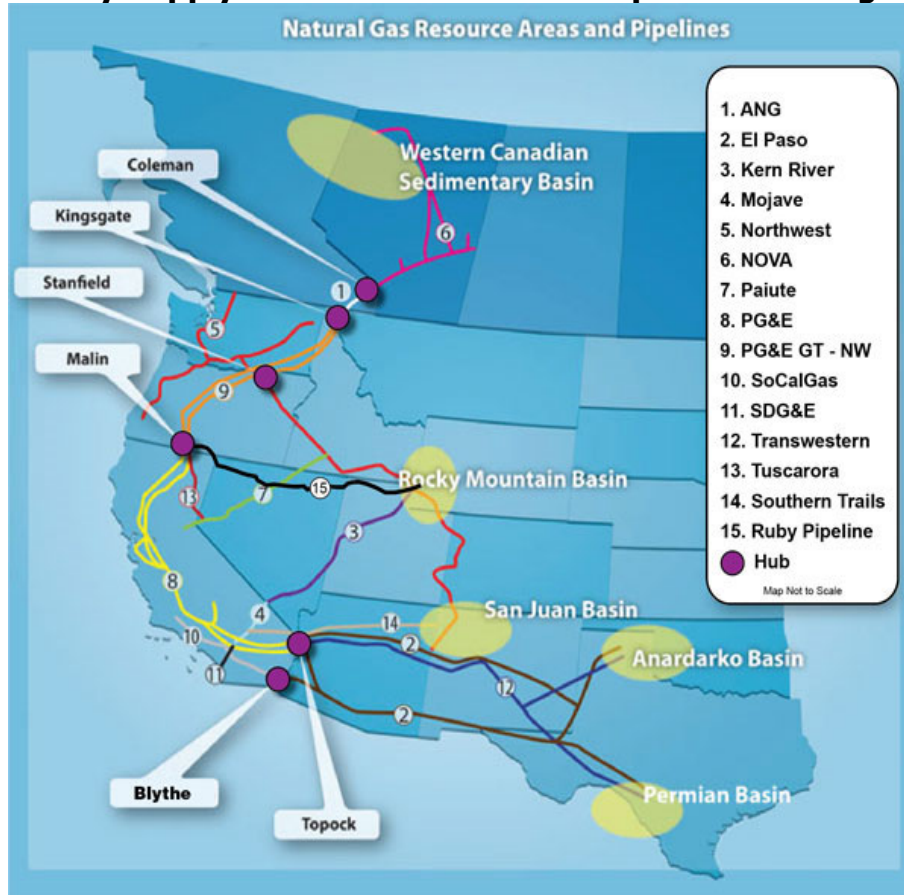 Natural Gas Resource Areas and Pipelines
1. ANG
2. El Paso
3. Kern River
4. Mojave
5. Northwest
6. NOVA
7. Paiute
8. PG&E
9. PG&E GT - NW
10. SoCalGas
11. SDG&E
12. Transwestern
13. Tuscarora
14. Southern Trails
15. Ruby Pipeline
Hub
Map Not to Scale
Coleman
Western Canadian
Sedimentary Basin
Kingsgate
6
Stanfield
1
5
Malin
9
Rocky Mountain Basin
7
15
13
3
8
4
San Juan Basin
10
14
2
Anardarko Basin
11
12
2
Blythe
Permian Basin
Topock